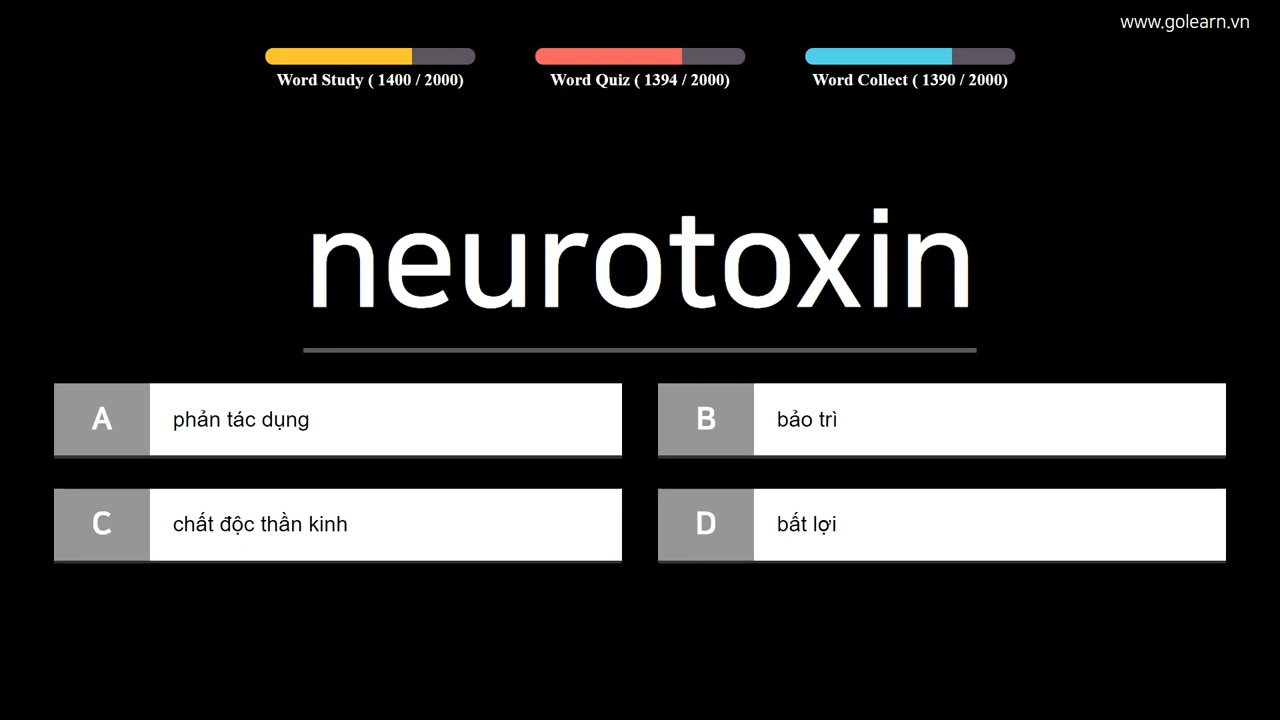 www.golearn.vn
Word Study ( 1400 / 2000)
Word Quiz ( 1394 / 2000)
Word Collect ( 1390 / 2000)
neurotoxin
A phản tác dụng
B bảo trì
C chất độc thần kinh
D bất lợi